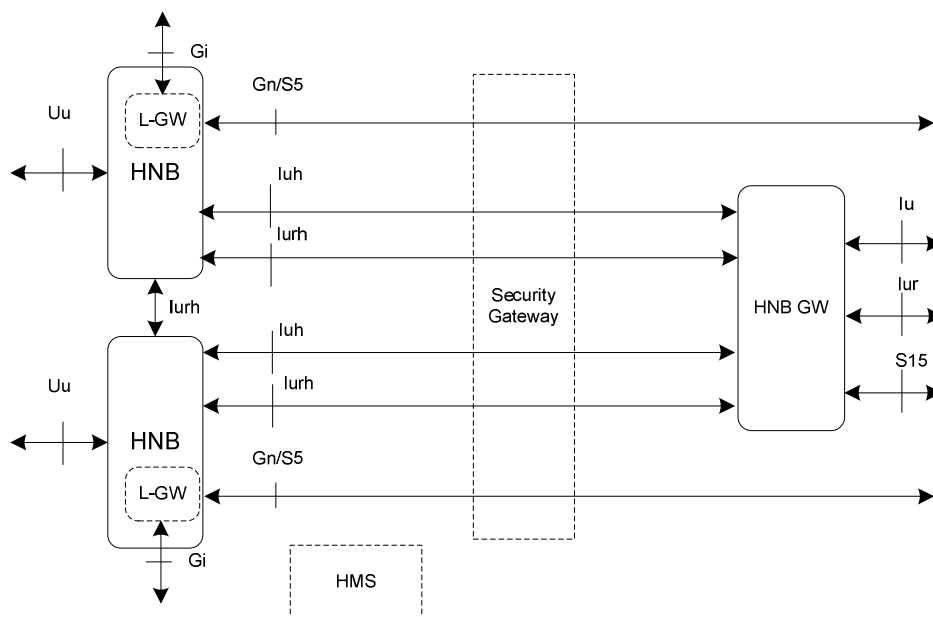 Gi
Gn/S5
L-GW
Uu
HNB
Iuh
Iu
Iurh
Iur
Security
Gateway
HNB GW
Iurh
Iuh
S15
Iurh
Uu
HNB
Gn/S5
L-GW
Gi
HMS